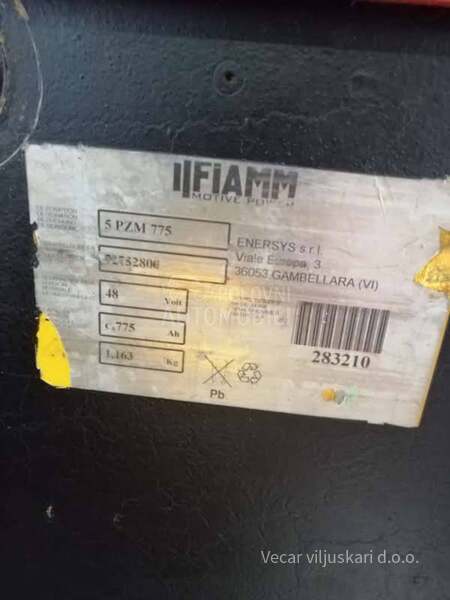 FIAMM
MOTIVE POWER
5 PZM 775
ENERSYS s.r.l
Viale Europa, 3
36053 GAMBELLARA (VI)
48 Volt
C₅775 Ah
1.163 Kg
283210
Pb
Vecar viljuskari d.o.o.